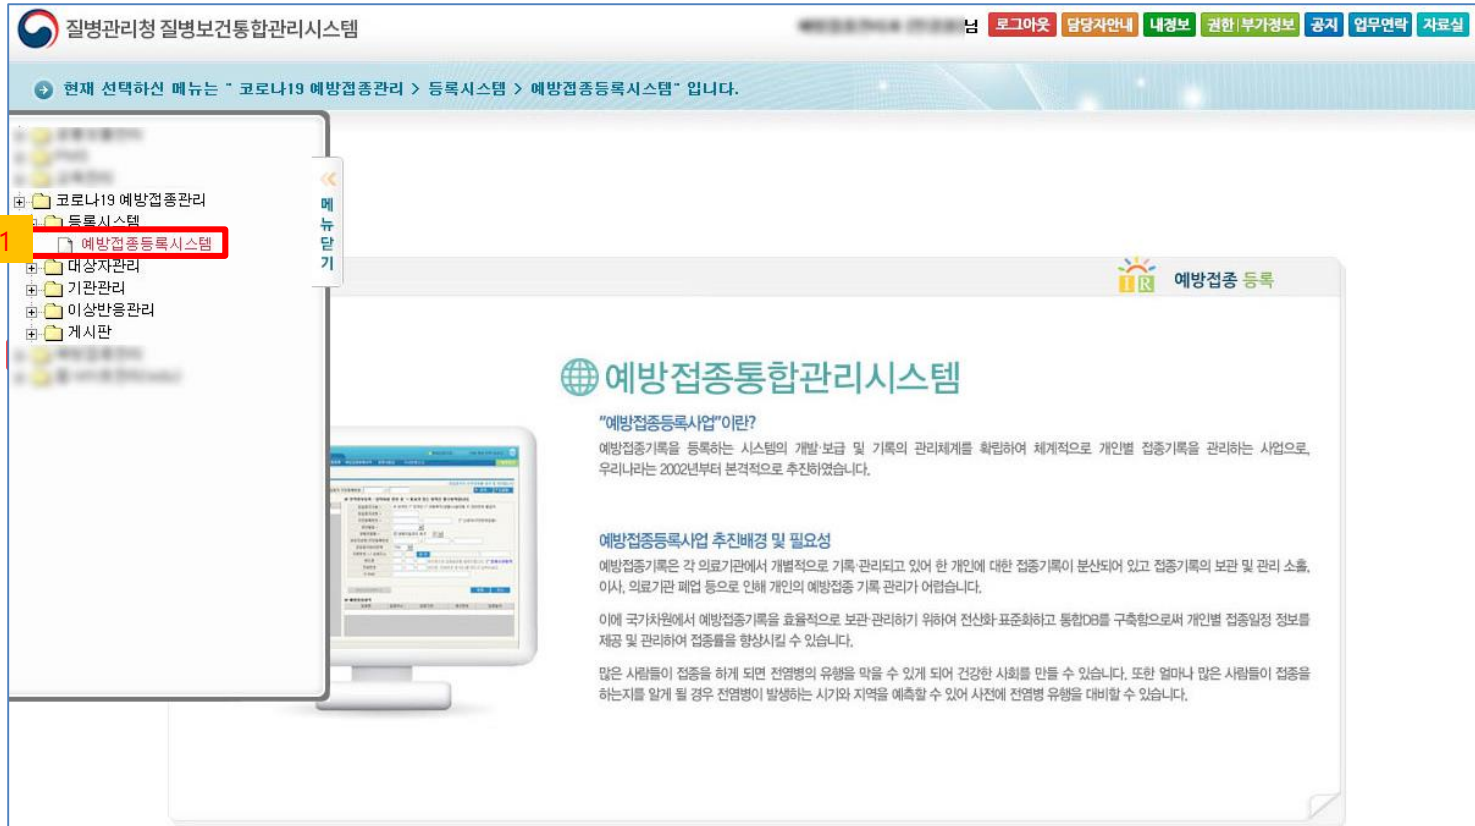 질병관리청 질병보건통합관리시스템
님 로그아웃 담당자안내 내정보 권한|부가정보 공지 업무연락 자료실
현재 선택하신 메뉴는 " 코로나19 예방접종관리 > 등록시스템 > 예방접종등록시스템" 입니다.
코로나19 예방접종관리
등록시스템
1
예방접종등록시스템
대상자관리
기관관리
이상반응관리
게시판
메뉴닫기
IR 예방접종 등록
예방접종통합관리시스템
"예방접종등록사업"이란?
예방접종기록을 등록하는 시스템의 개발·보급 및 기록의 관리체계를 확립하여 체계적으로 개인별 접종기록을 관리하는 사업으로,
우리나라는 2002년부터 본격적으로 추진하였습니다.
예방접종등록사업 추진배경 및 필요성
예방접종기록은 각 의료기관에서 개별적으로 기록·관리되고 있어 한 개인에 대한 접종기록이 분산되어 있고 접종기록의 보관 및 관리 소홀,
이사, 의료기관 폐업 등으로 인해 개인의 예방접종 기록 관리가 어렵습니다.
이에 국가차원에서 예방접종기록을 효율적으로 보관·관리하기 위하여 전산화·표준화하고 통합DB를 구축함으로써 개인별 접종일정 정보를
제공 및 관리하여 접종률을 향상시킬 수 있습니다.
많은 사람들이 접종을 하게 되면 전염병의 유행을 막을 수 있게 되어 건강한 사회를 만들 수 있습니다. 또한 얼마나 많은 사람들이 접종을
하는지를 알게 될 경우 전염병이 발생하는 시기와 지역을 예측할 수 있어 사전에 전염병 유행을 대비할 수 있습니다.